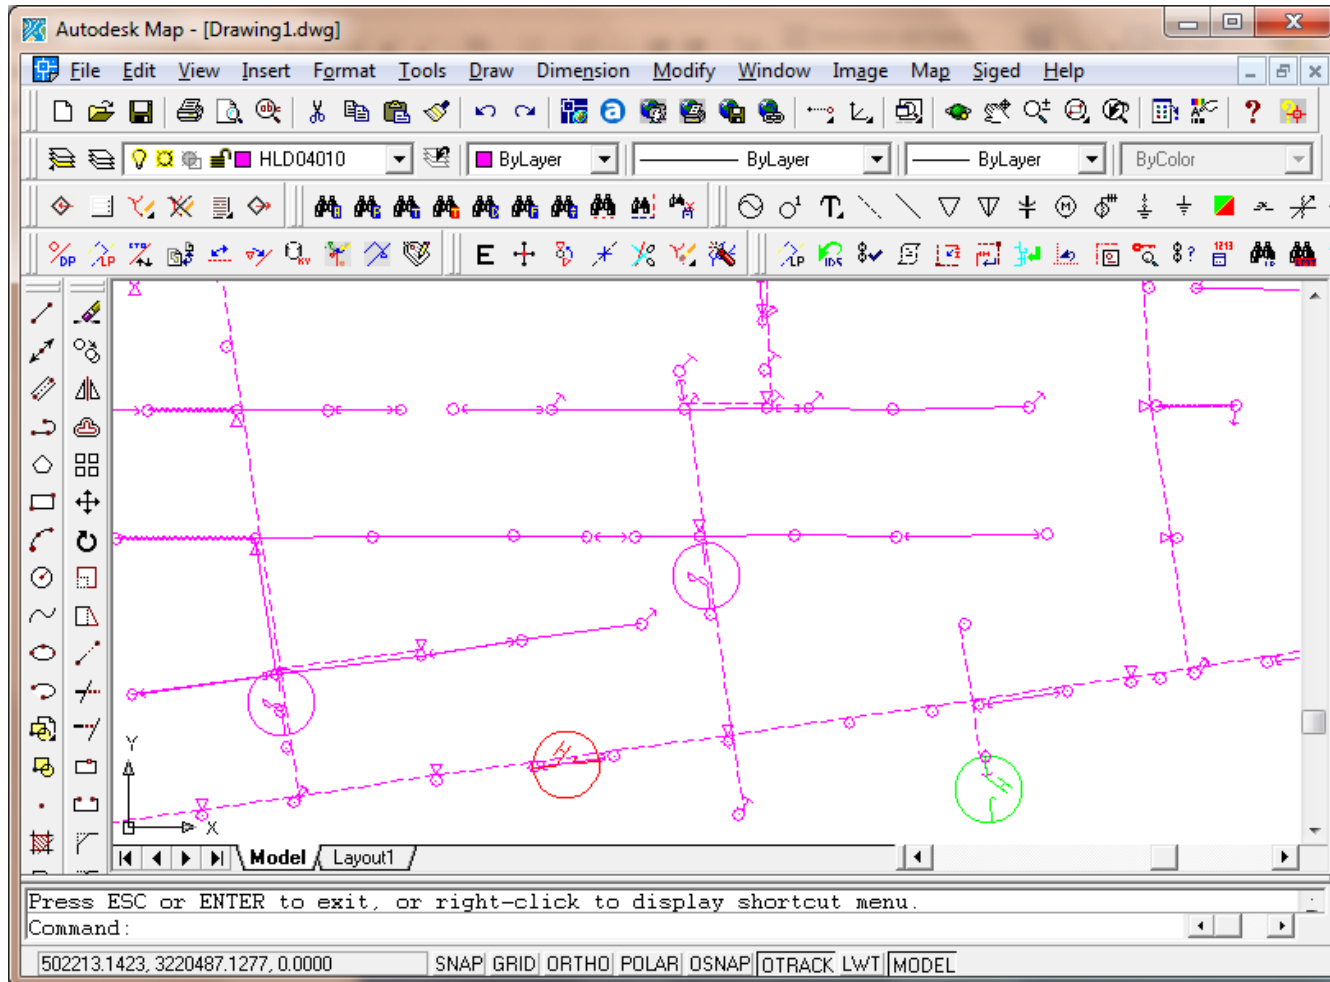 Autodesk Map - [Drawing1.dwg]
File Edit View Insert Format Tools Draw Dimension Modify Window Image Map Siged Help
HLD04010 ByLayer ByLayer ByLayer ByColor
E
Y
X
Model Layout1
Press ESC or ENTER to exit, or right-click to display shortcut menu.
Command:
502213.1423, 3220487.1277, 0.0000 SNAP GRID ORTHO POLAR OSNAP OTRACK LWT MODEL